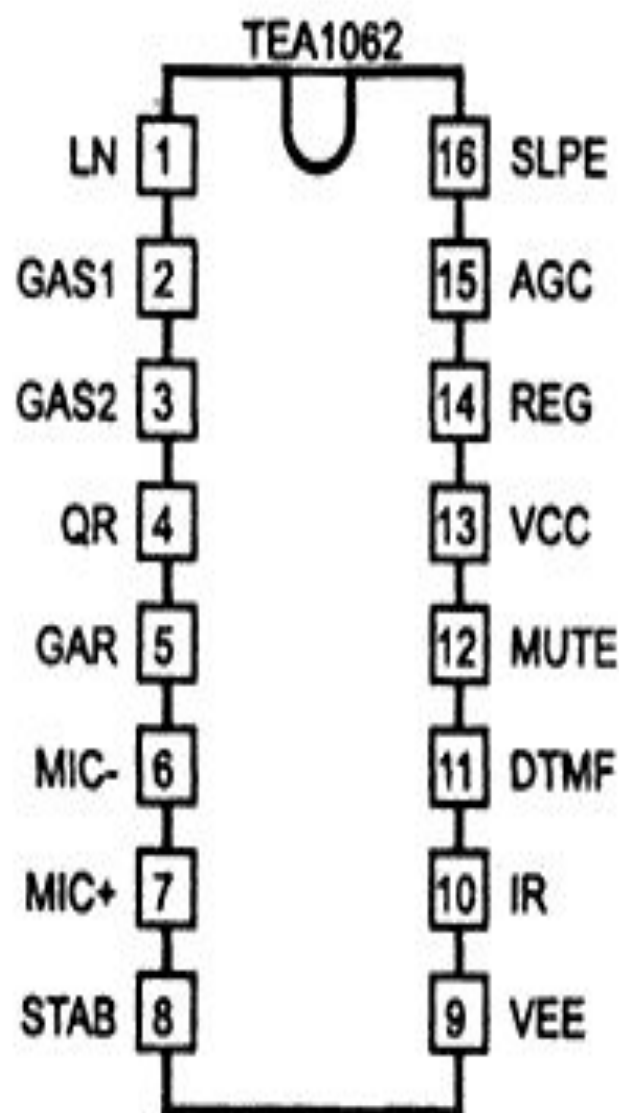 TEA1062
LN 1 16 SLPE
GAS1 2 15 AGC
GAS2 3 14 REG
QR 4 13 VCC
GAR 5 12 MUTE
MIC- 6 11 DTMF
MIC+ 7 10 IR
STAB 8 9 VEE